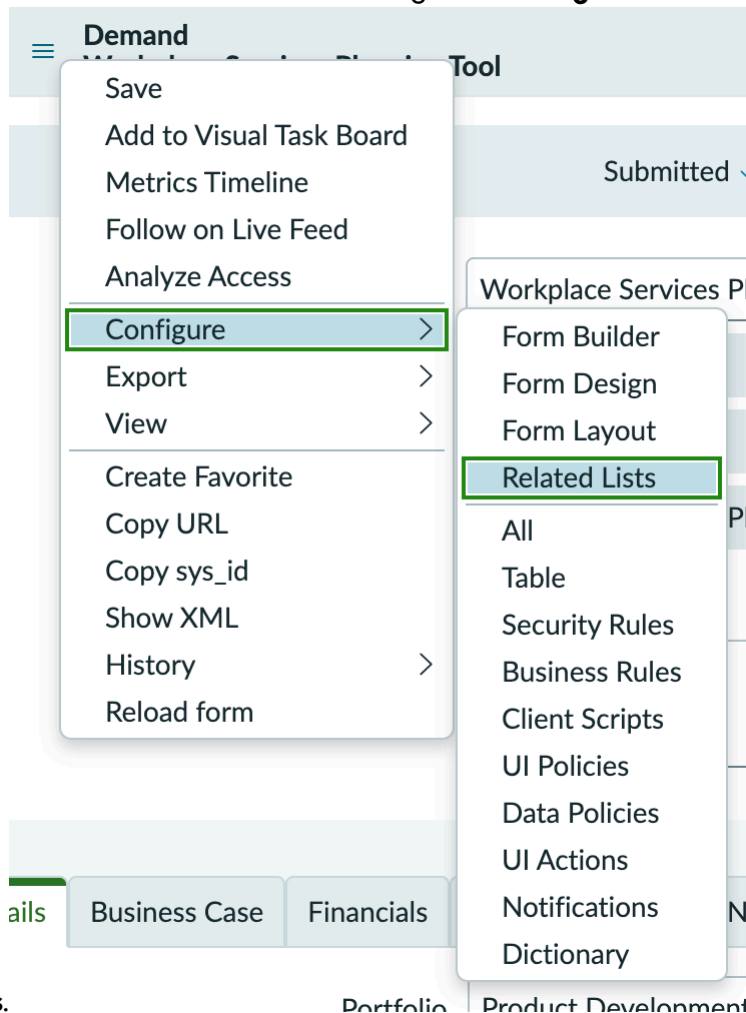 Demand
Tool
Save
Add to Visual Task Board
Metrics Timeline
Follow on Live Feed
Analyze Access
Configure
Export
View
Create Favorite
Copy URL
Copy sys_id
Show XML
History
Reload form
Submitted
Workplace Services Pl
Form Builder
Form Design
Form Layout
Related Lists
All
Table
Security Rules
Business Rules
Client Scripts
UI Policies
Data Policies
UI Actions
Notifications
Dictionary
Pl
ails
Business Case
Financials
N
s.
Portfolio
Product Development